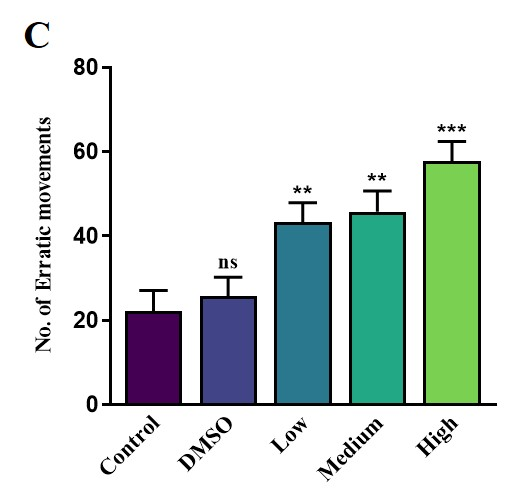 C
No. of Erratic movements
80
60
40
20
0
ns
**
**
***
Control
DMSO
Low
Medium
High